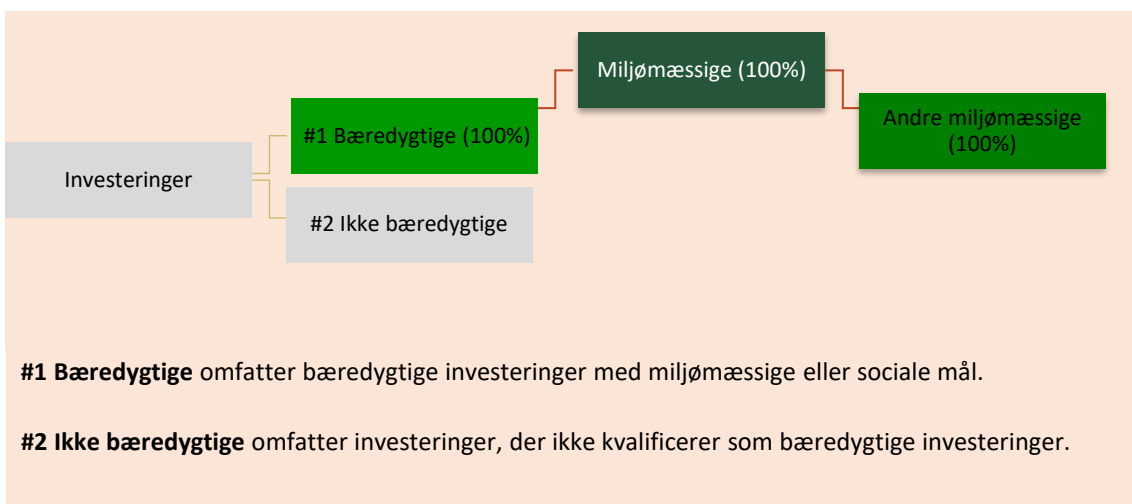 Miljømæssige (100%)
#1 Bæredygtige (100%)
Andre miljømæssige
(100%)
Investeringer
#2 Ikke bæredygtige
#1 Bæredygtige omfatter bæredygtige investeringer med miljømæssige eller sociale mål.
#2 Ikke bæredygtige omfatter investeringer, der ikke kvalificerer som bæredygtige investeringer.